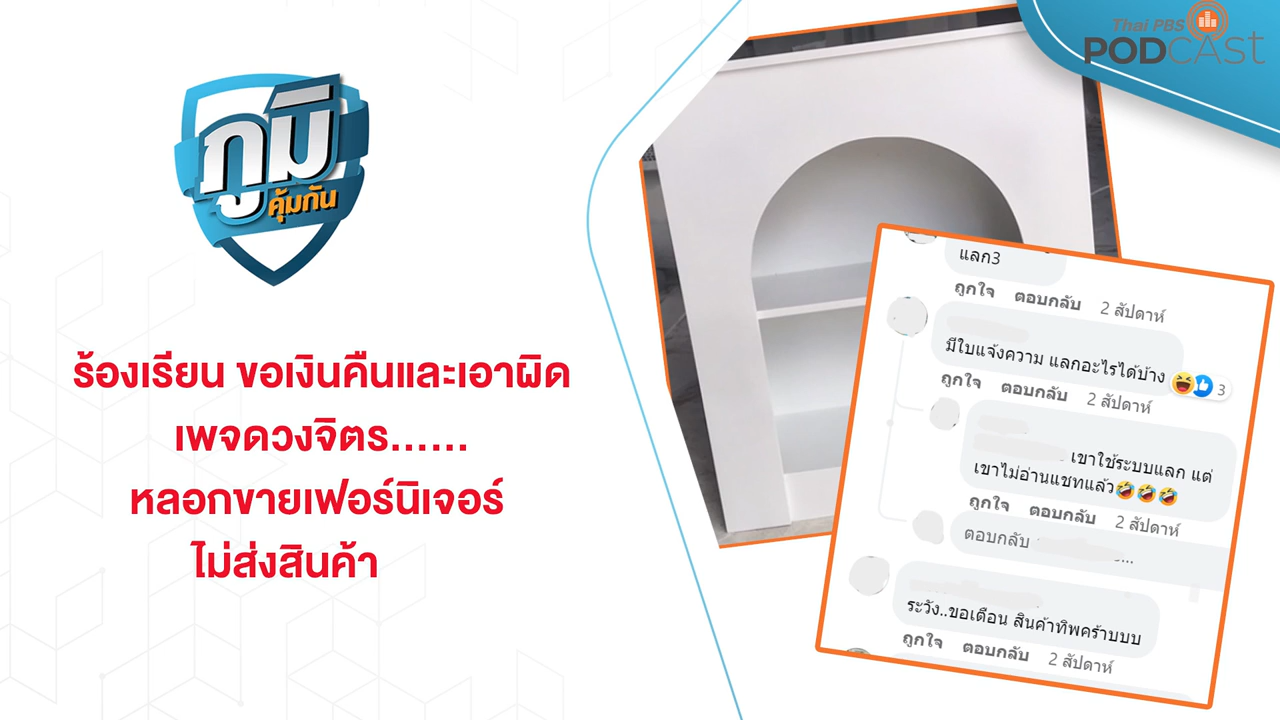 Thai PBS
PODCAST
ภูมิ
คุ้มกัน
ร้องเรียน ขอเงินคืนและเอาผิด
เพจดวงจิตร......
หลอกขายเฟอร์นิเจอร์
ไม่ส่งสินค้า
แลก3
ถูกใจ ตอบกลับ 2 สัปดาห์
มีใบแจ้งความ แลกอะไรได้บ้าง
3
ถูกใจ ตอบกลับ 2 สัปดาห์
เขาใช้ระบบแลก แต่
เขาไม่อ่านแชทแล้ว🤣🤣🤣
ถูกใจ ตอบกลับ 2 สัปดาห์
ตอบกลับ ...
ระวัง..ขอเตือน สินค้าทิพคร้าบบบ
ถูกใจ ตอบกลับ 2 สัปดาห์